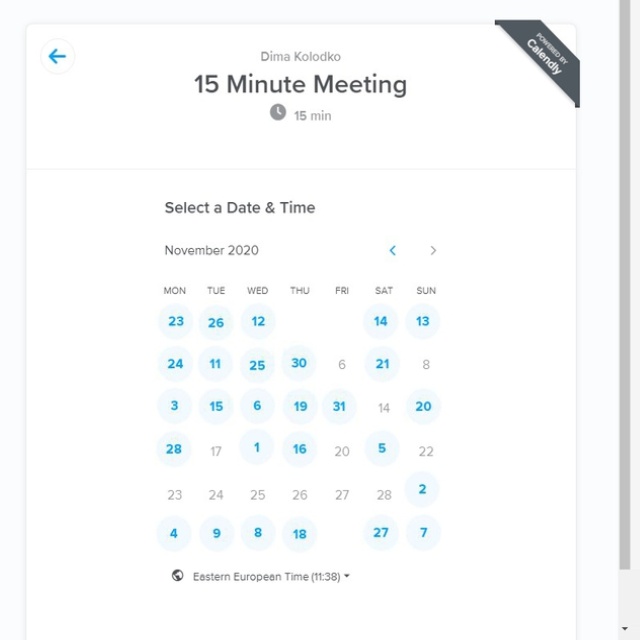 POWERED BY
Calendly
Dima Kolodko
15 Minute Meeting
15 min
Select a Date & Time
November 2020
MON TUE WED THU FRI SAT SUN
23 26 12 14 13
24 11 25 30 6 21 8
3 15 6 19 31 14 20
28 17 1 16 20 5 22
23 24 25 26 27 28 2
4 9 8 18 27 7
Eastern European Time (11:38)